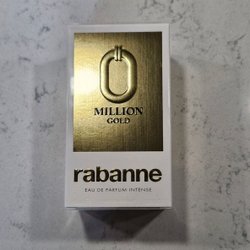 MILLION
GOLD
rabanne
EAU DE PARFUM INTENSE